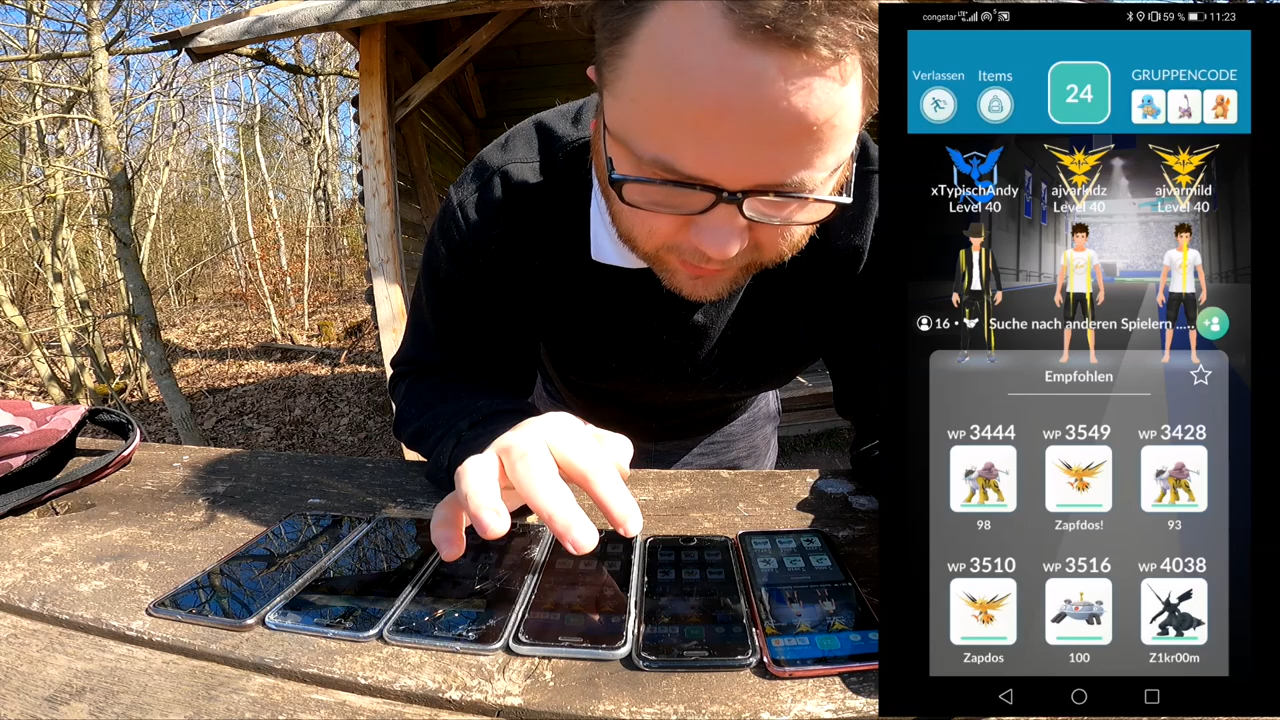 congstar
59 %
11:23
Verlassen
Items
24
GRUPPENCODE
xTypischAndy
Level 40
ajvarkidz
Level 40
ajvarmild
Level 40
16 • Suche nach anderen Spielern .....
Empfohlen
WP 3444
WP 3549
WP 3428
98
Zapfdos!
93
WP 3510
WP 3516
WP 4038
Zapdos
100
Z1kr00m